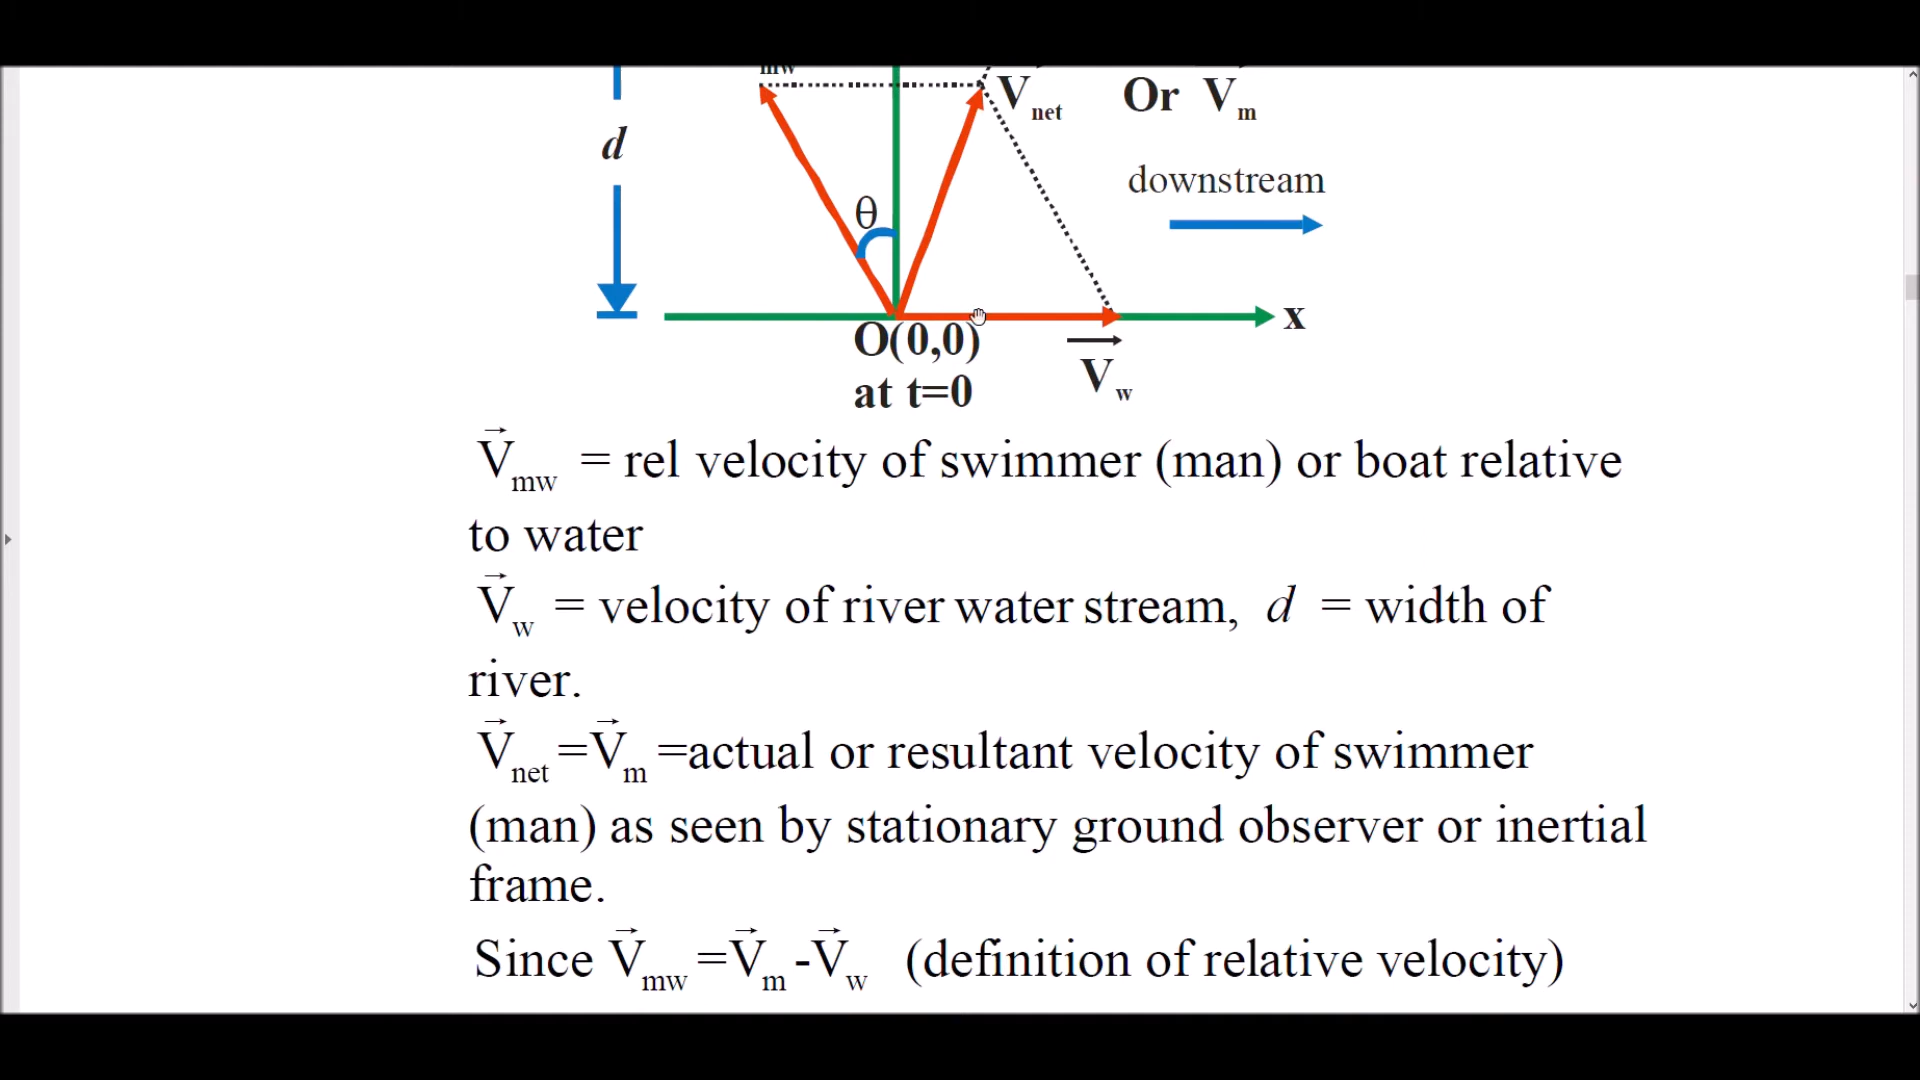 mw
V net Or V m
d
downstream
θ
x
O(0,0)
at t=0
V w
V mw = rel velocity of swimmer (man) or boat relative
to water
V w = velocity of river water stream, d = width of
river.
V net =V m =actual or resultant velocity of swimmer
(man) as seen by stationary ground observer or inertial
frame.
Since V mw =V m -V w (definition of relative velocity)